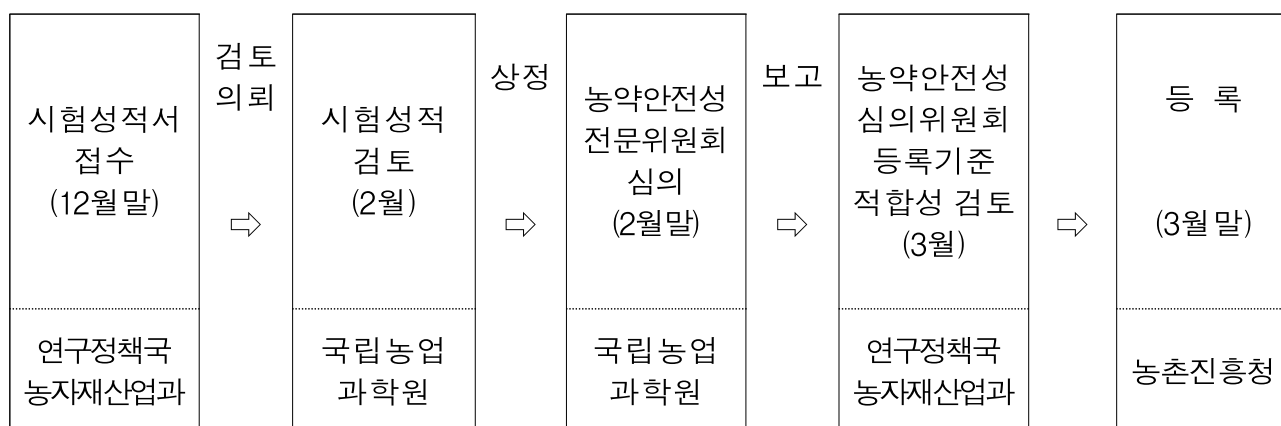 시험성적서
접수
(12월말)
연구정책국
농자재산업과
검토
의뢰
⇨
시험성적
검토
(2월)
국립농업
과학원
상정
⇨
농약안전성
전문위원회
심의
(2월말)
국립농업
과학원
보고
⇨
농약안전성
심의위원회
등록기준
적합성 검토
(3월)
연구정책국
농자재산업과
⇨
등 록
(3월말)
농촌진흥청